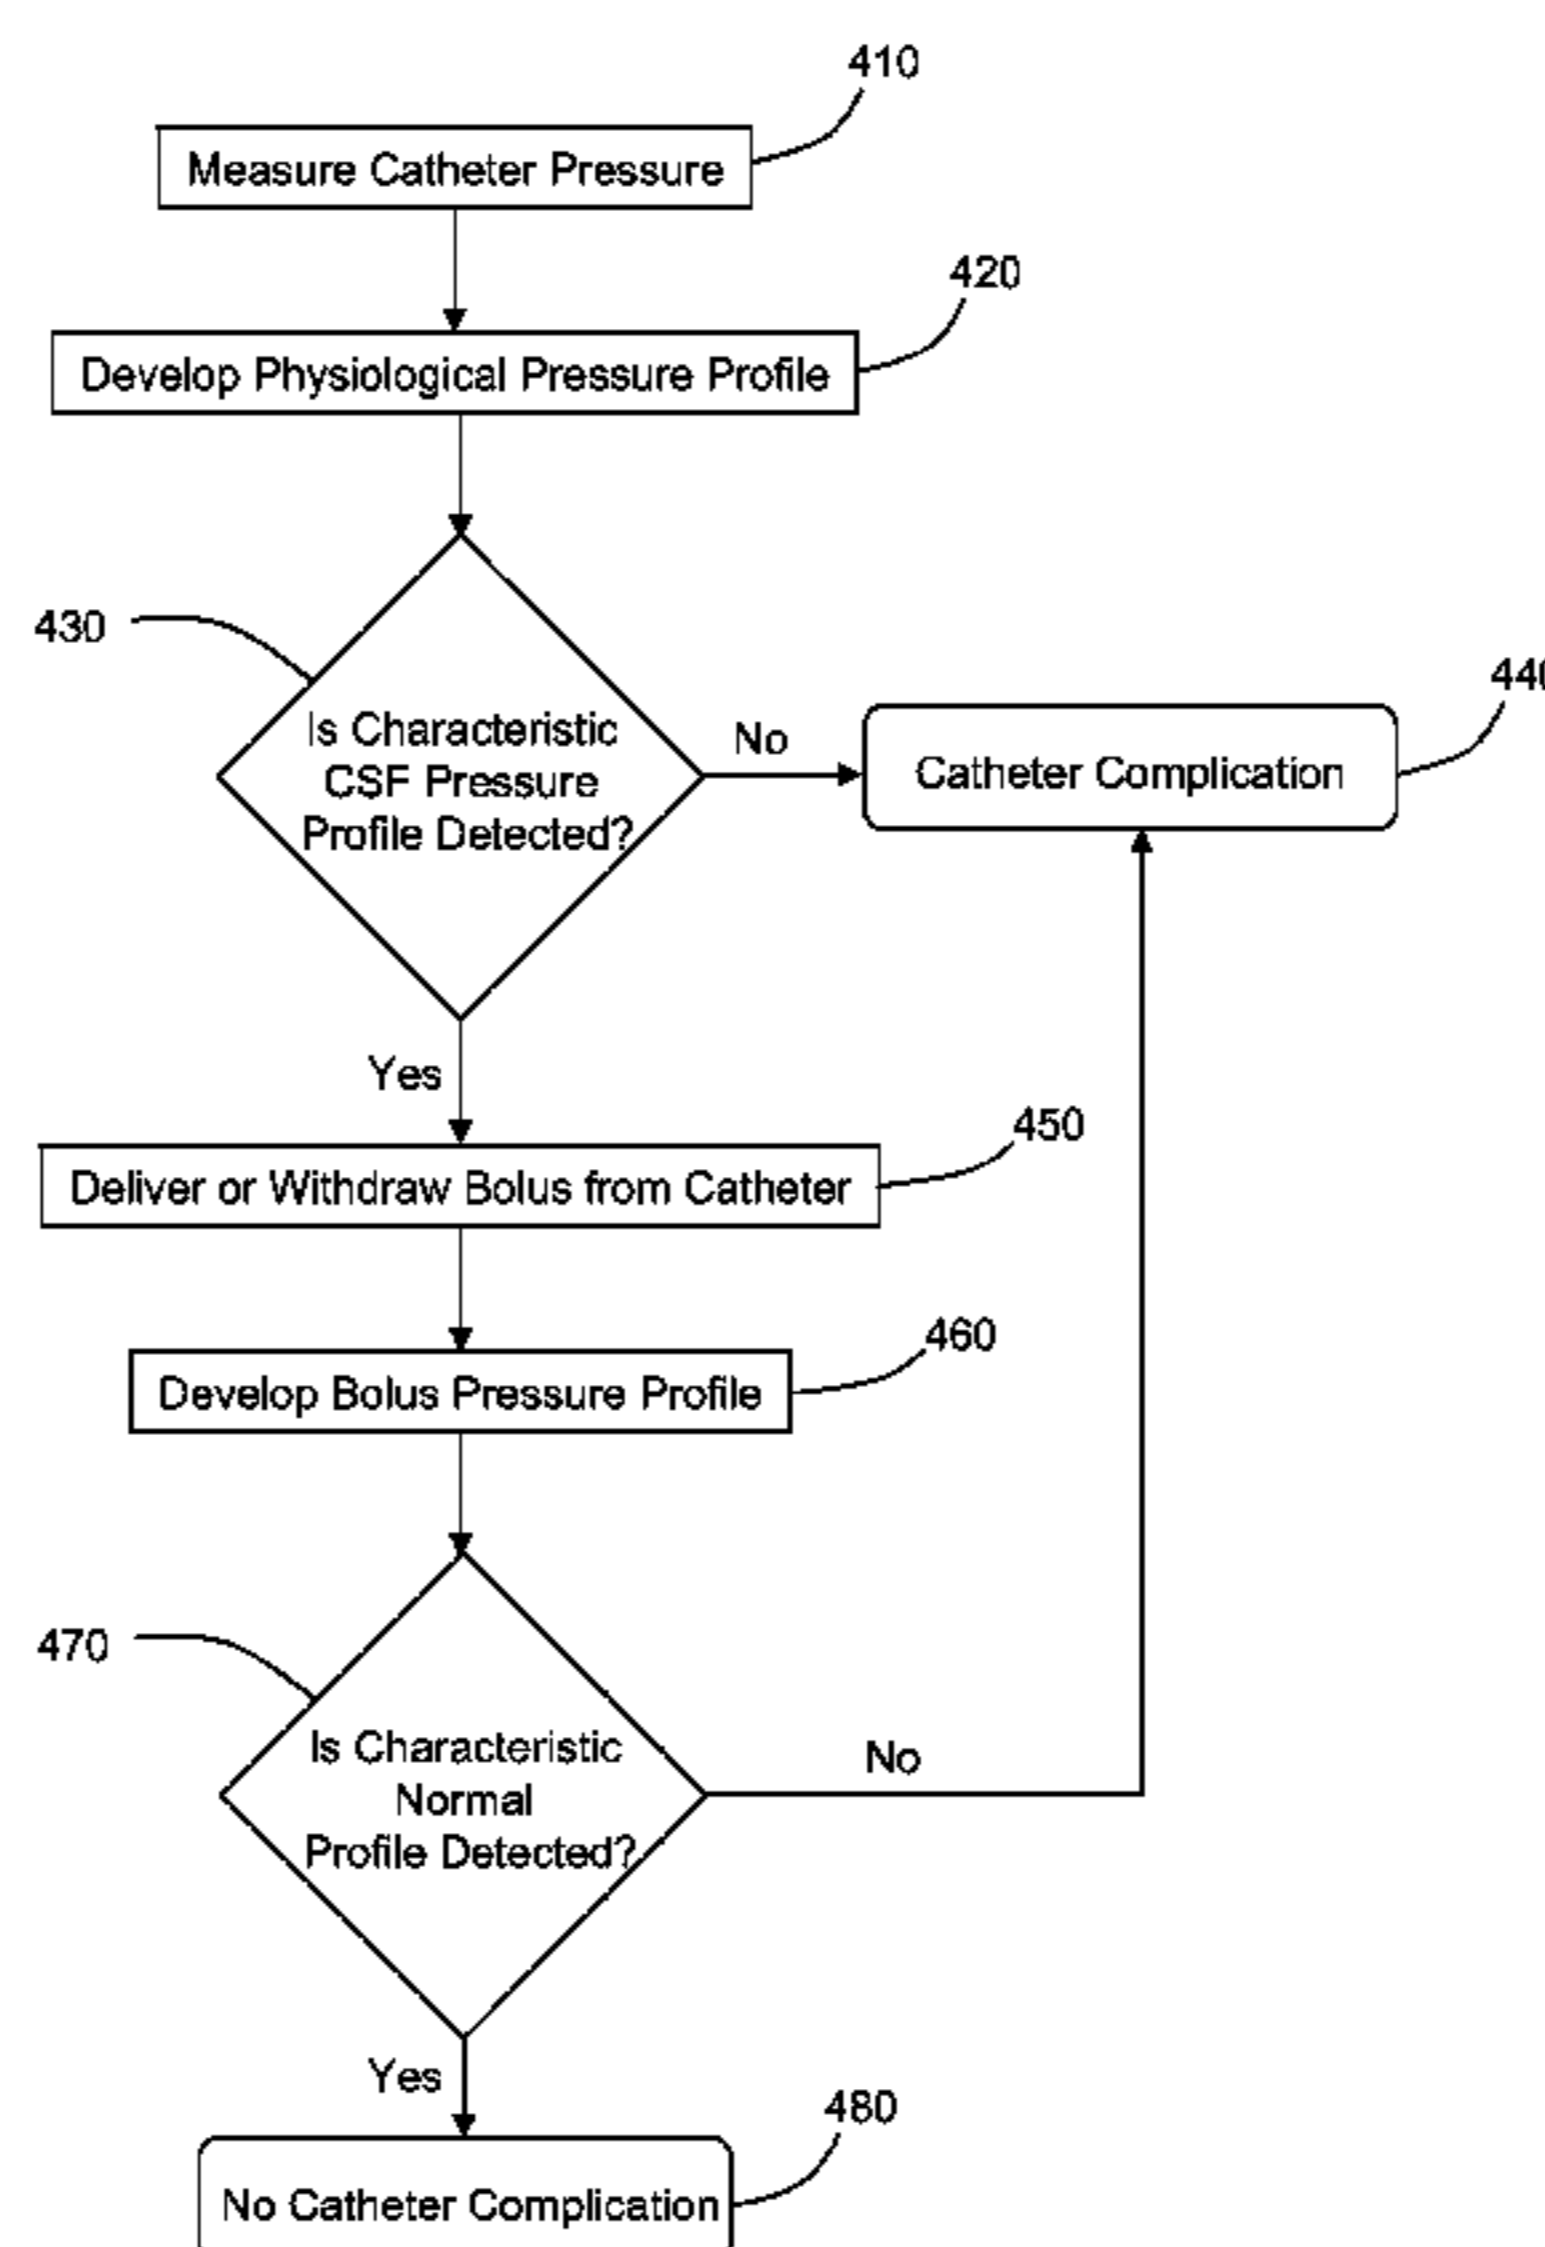 410
Measure Catheter Pressure
420
Develop Physiological Pressure Profile
430
Is Characteristic
CSF Pressure
Profile Detected?
No
Catheter Complication
Yes
450
Deliver or Withdraw Bolus from Catheter
460
Develop Bolus Pressure Profile
470
Is Characteristic
Normal
Profile Detected?
No
Yes
480
No Catheter Complication